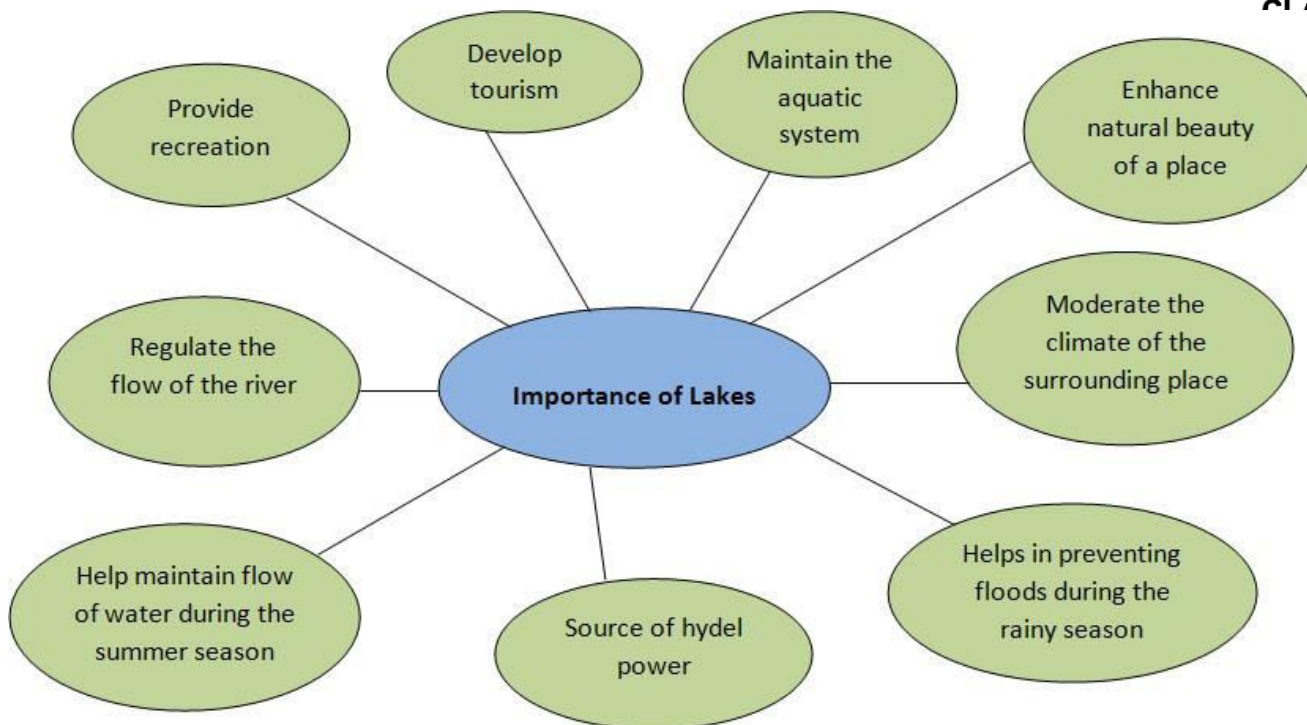 Develop
tourism
Maintain the
aquatic
system
Enhance
natural beauty
of a place
Provide
recreation
Regulate the
flow of the river
Importance of Lakes
Moderate the
climate of the
surrounding place
Help maintain flow
of water during the
summer season
Source of hydel
power
Helps in preventing
floods during the
rainy season